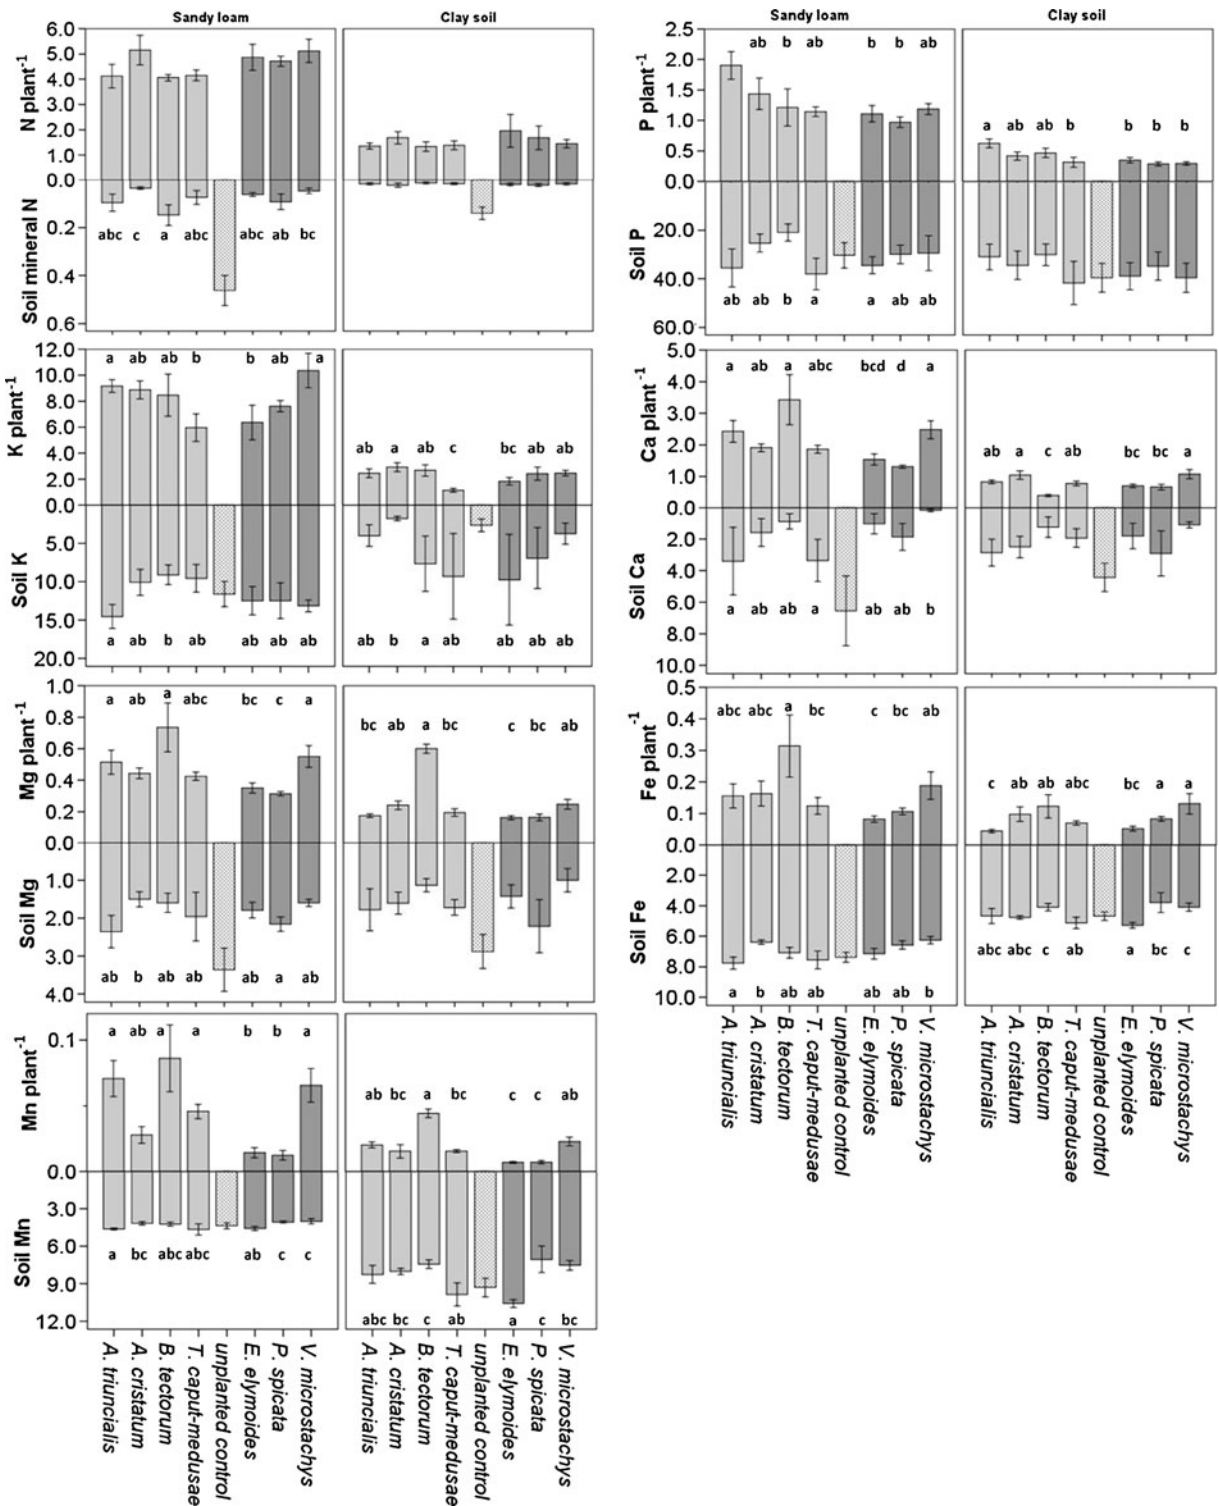 Sandy loam Clay soil
6.0
5.0
4.0
3.0
2.0
1.0
0.0
0.2
0.4
0.6
N plant-1
Soil mineral N
abc c a abc abc ab bc
12.0
10.0
8.0
6.0
4.0
2.0
0.0
5.0
10.0
15.0
20.0
K plant-1
Soil K
a ab ab b b ab a
ab a ab c bc ab ab
a ab b ab ab ab ab
ab b a ab ab ab ab
1.0
0.8
0.6
0.4
0.2
0.0
1.0
2.0
3.0
4.0
Mg plant-1
Soil Mg
a ab a abc bc c a
bc ab a bc c bc ab
ab b ab ab ab a ab
0.1
0.0
3.0
6.0
9.0
12.0
Mn plant-1
Soil Mn
a ab a a b b a
ab bc a bc c c ab
a bc abc abc ab c c
abc bc c ab a c bc
A. triuncialis
A. cristatum
B. tectorum
T. caput-medusae
unplanted control
E. elymoides
P. spicata
V. microstachys
A. triuncialis
A. cristatum
B. tectorum
T. caput-medusae
unplanted control
E. elymoides
P. spicata
V. microstachys
Sandy loam Clay soil
2.5
2.0
1.5
1.0
0.5
0.0
20.0
40.0
60.0
P plant-1
Soil P
ab b ab b b ab
a ab ab b b b b
ab ab b a a ab ab
5.0
4.0
3.0
2.0
1.0
0.0
2.0
4.0
6.0
8.0
10.0
Ca plant-1
Soil Ca
a ab a abc bcd d a
ab a c ab bc bc a
a ab ab a ab ab b
0.5
0.4
0.3
0.2
0.1
0.0
2.0
4.0
6.0
8.0
10.0
Fe plant-1
Soil Fe
abc abc a bc c bc ab
c ab ab abc bc a a
abc abc c ab a bc c
a b ab ab ab ab b
A. triuncialis
A. cristatum
B. tectorum
T. caput-medusae
unplanted control
E. elymoides
P. spicata
V. microstachys
A. triuncialis
A. cristatum
B. tectorum
T. caput-medusae
unplanted control
E. elymoides
P. spicata
V. microstachys